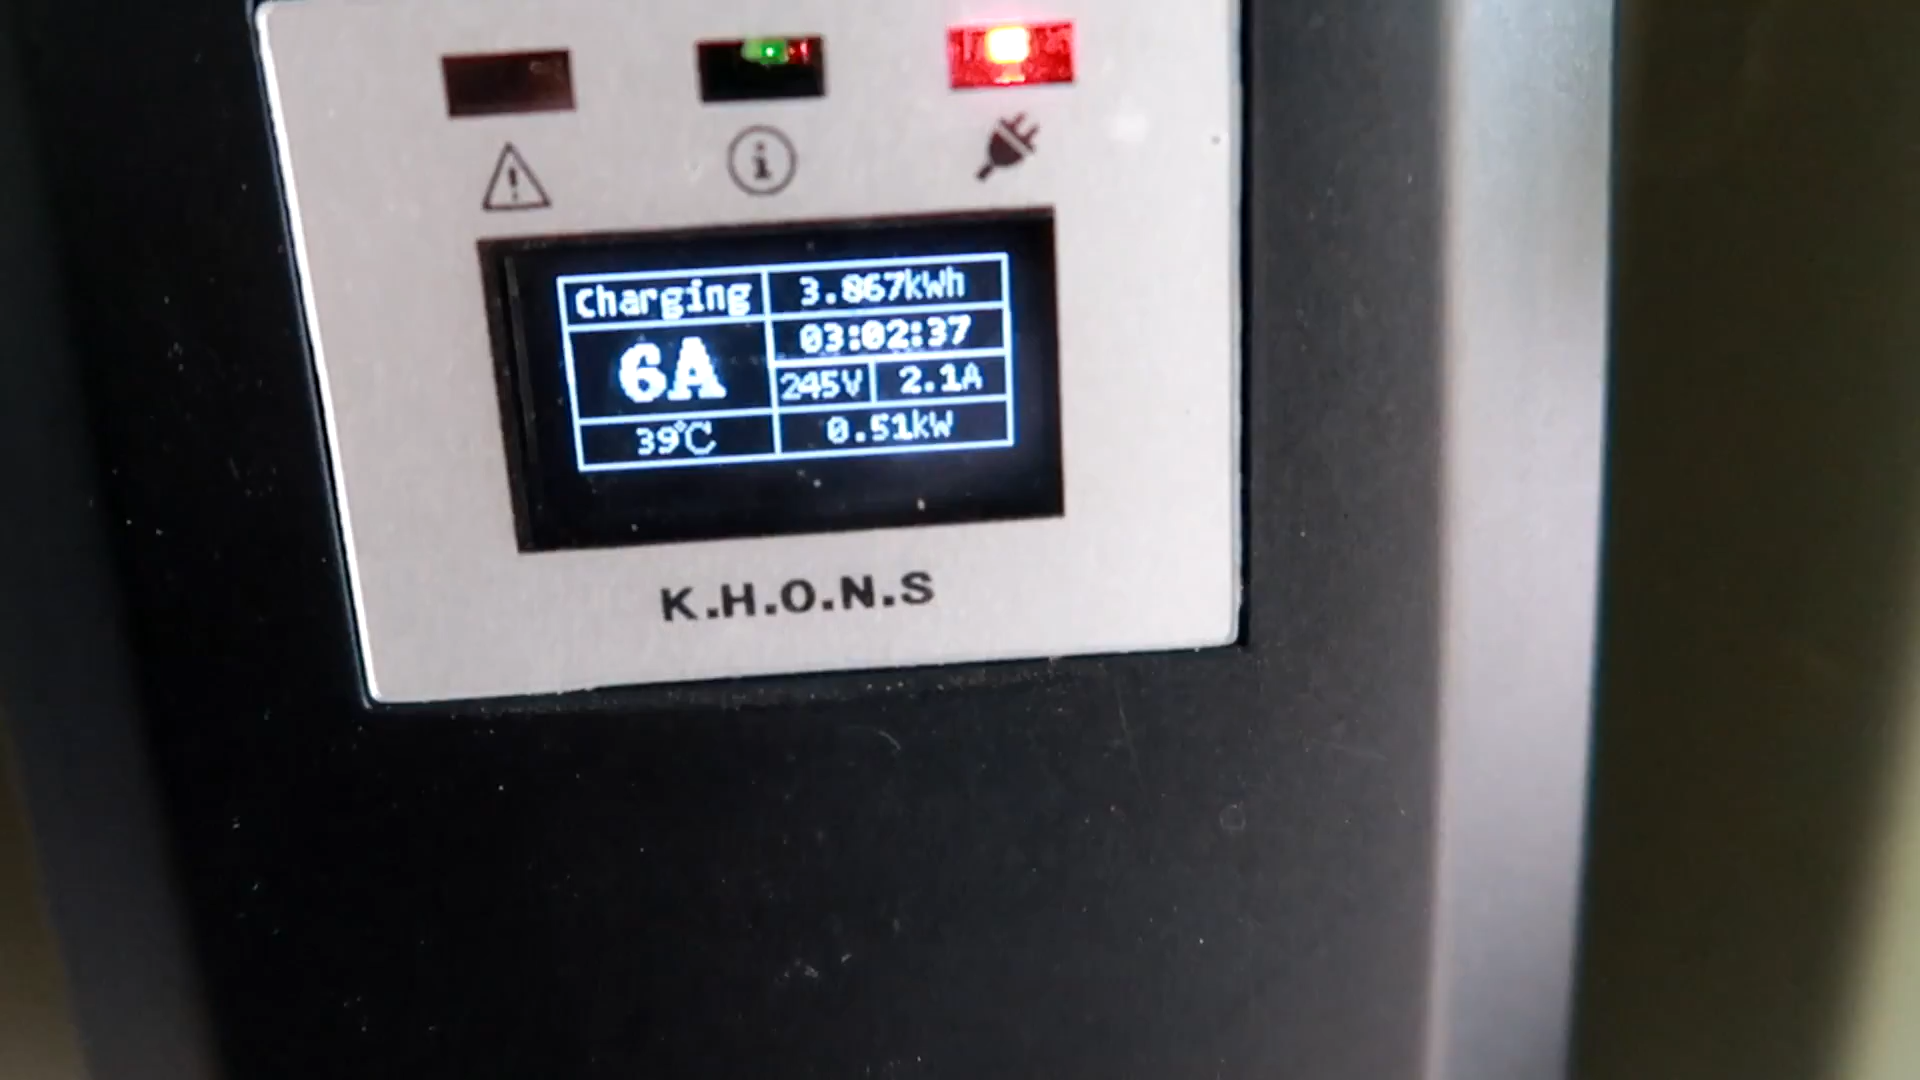 Charging 3.867kWh
03:02:37
6A
245V 2.1A
39℃ 0.51kW
K.H.O.N.S